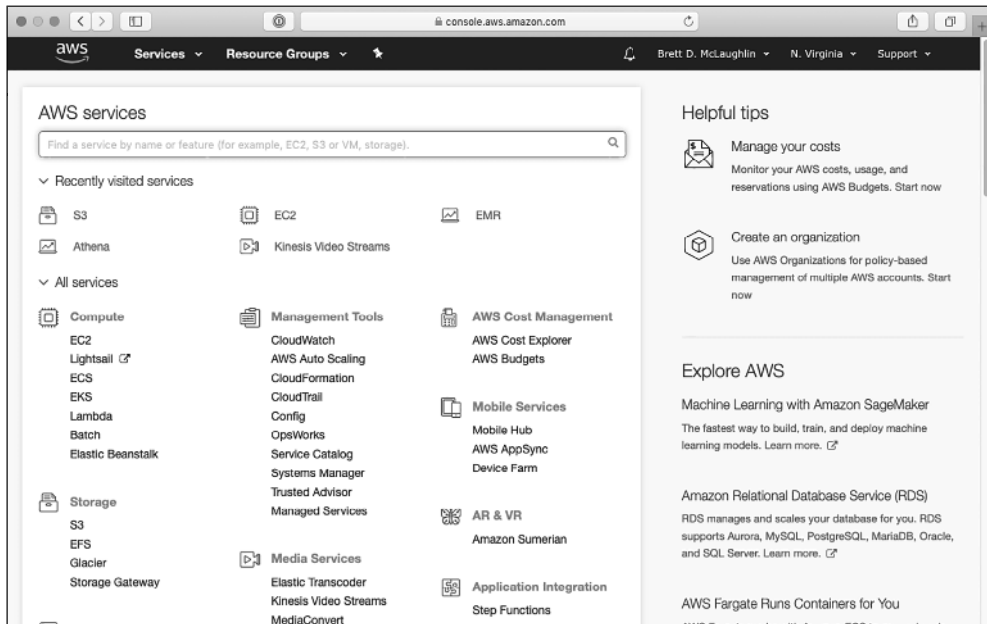 console.aws.amazon.com
aws
Services
Resource Groups
Brett D. McLaughlin
N. Virginia
Support
AWS services
Find a service by name or feature (for example, EC2, S3 or VM, storage).
Recently visited services
S3
EC2
EMR
Athena
Kinesis Video Streams
All services
Compute
EC2
Lightsail
ECS
EKS
Lambda
Batch
Elastic Beanstalk
Storage
S3
EFS
Glacier
Storage Gateway
Management Tools
CloudWatch
AWS Auto Scaling
CloudFormation
CloudTrail
Config
OpsWorks
Service Catalog
Systems Manager
Trusted Advisor
Managed Services
Media Services
Elastic Transcoder
Kinesis Video Streams
MediaConvert
AWS Cost Management
AWS Cost Explorer
AWS Budgets
Mobile Services
Mobile Hub
AWS AppSync
Device Farm
AR & VR
Amazon Sumerian
Application Integration
Step Functions
Helpful tips
Manage your costs
Monitor your AWS costs, usage, and
reservations using AWS Budgets. Start now
Create an organization
Use AWS Organizations for policy-based
management of multiple AWS accounts. Start
now
Explore AWS
Machine Learning with Amazon SageMaker
The fastest way to build, train, and deploy machine
learning models. Learn more.
Amazon Relational Database Service (RDS)
RDS manages and scales your database for you. RDS
supports Aurora, MySQL, PostgreSQL, MariaDB, Oracle,
and SQL Server. Learn more.
AWS Fargate Runs Containers for You